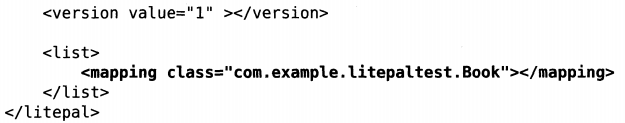 <version value="1" ></version>
<list>
<mapping class="com.example.litepaltest.Book"></mapping>
</list>
</litepal>